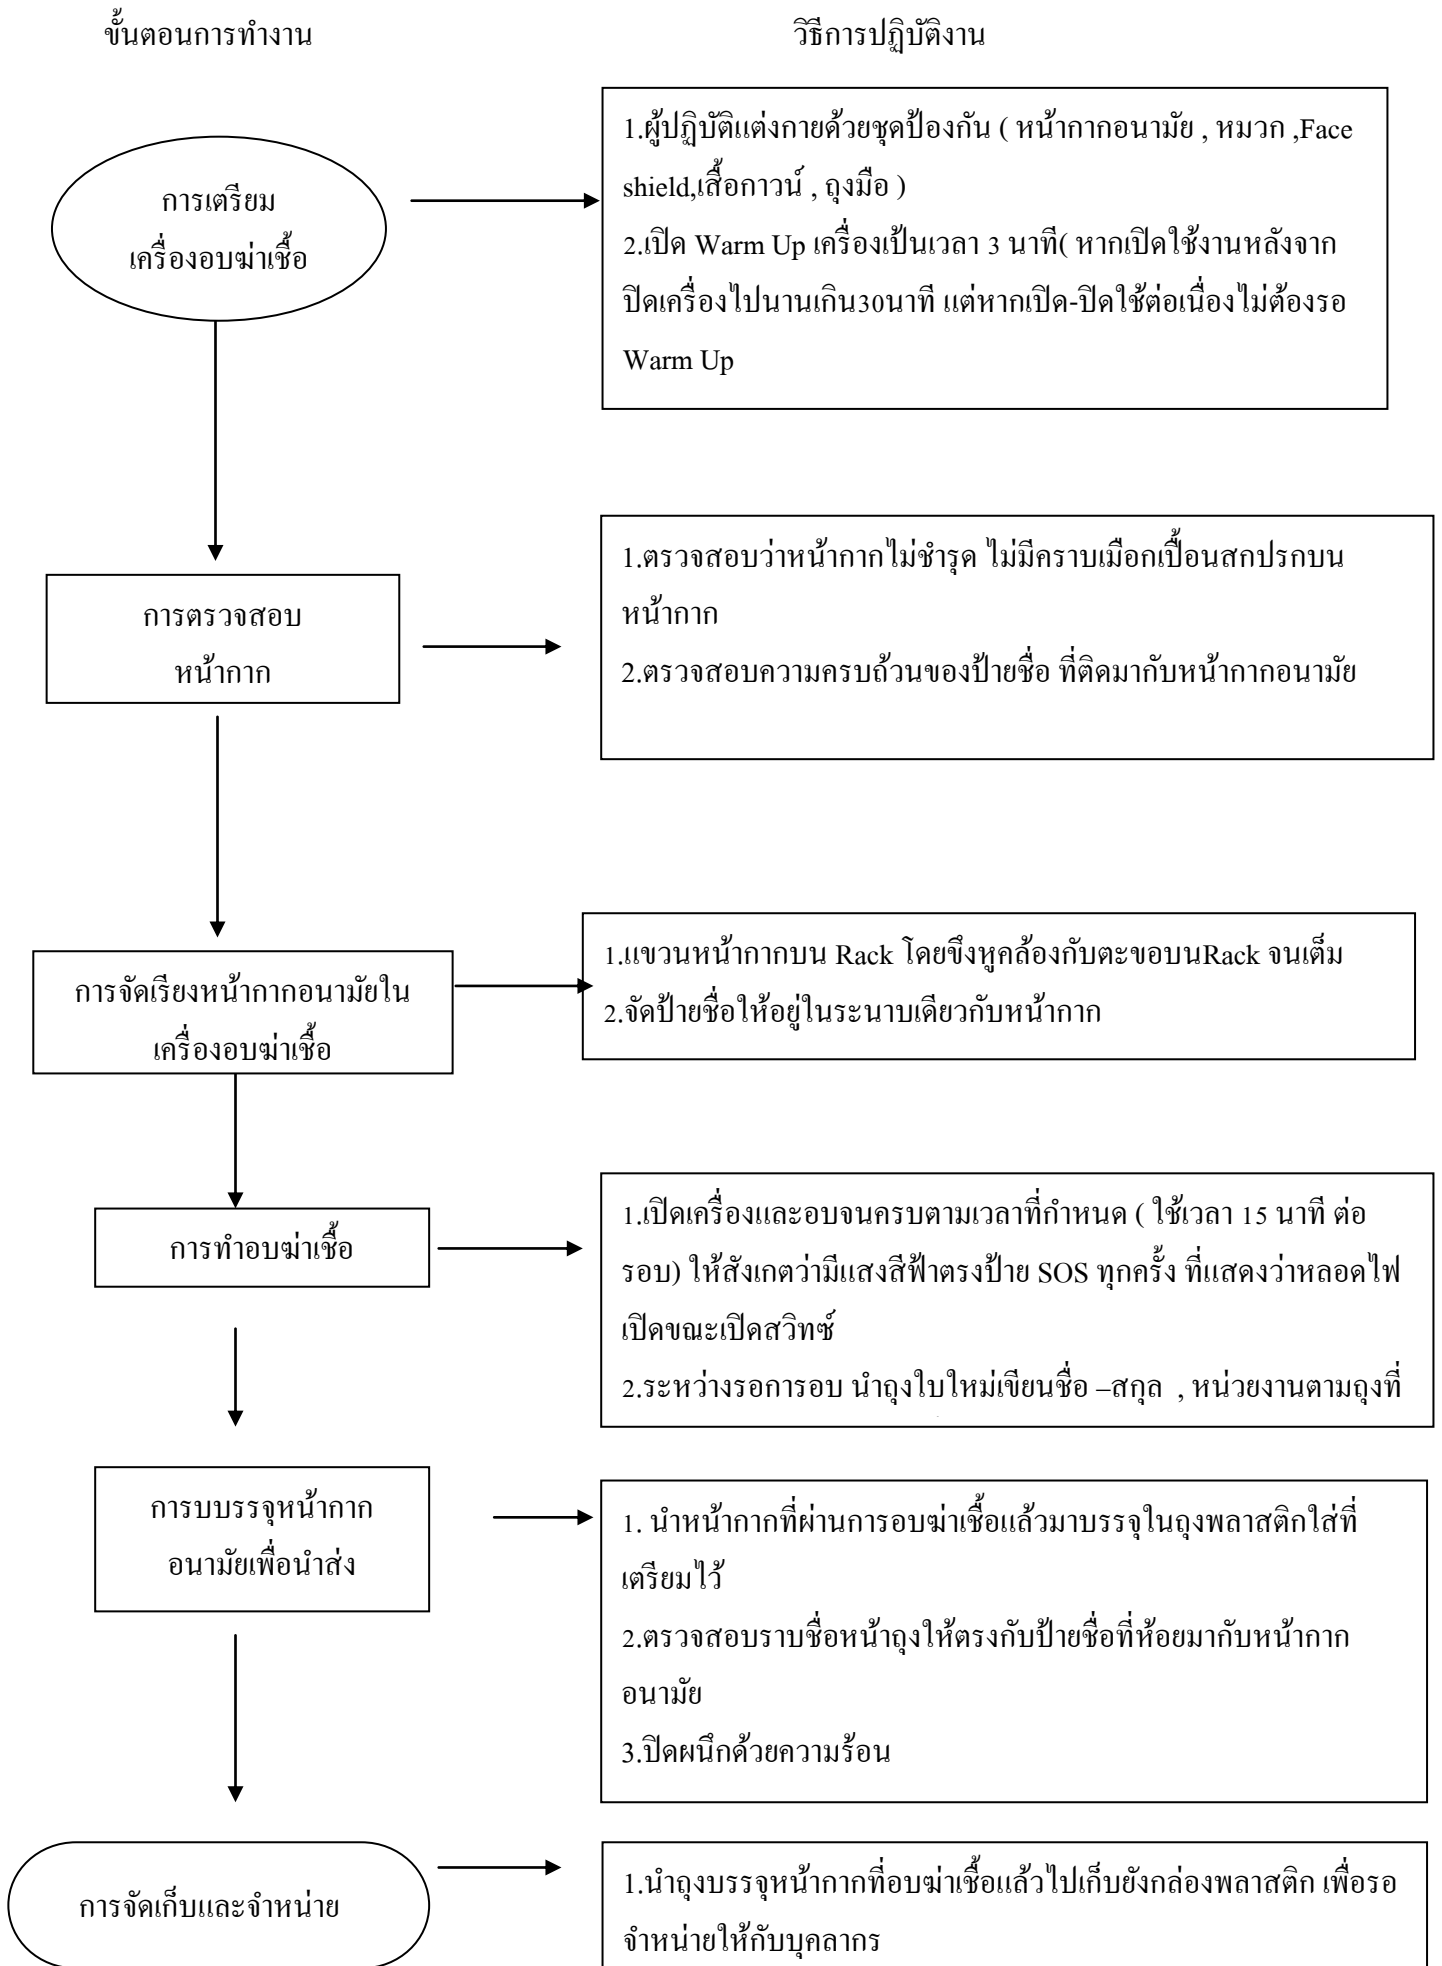 ขั้นตอนการทำงาน
วิธีการปฏิบัติงาน
การเตรียม
เครื่องอบฆ่าเชื้อ
1.ผู้ปฏิบัติแต่งกายด้วยชุดป้องกัน ( หน้ากากอนามัย , หมวก ,Face
shield,เสื้อกาวน์ , ถุงมือ )
2.เปิด Warm Up เครื่องเป้นเวลา 3 นาที( หากเปิดใช้งานหลังจาก
ปิดเครื่องไปนานเกิน30นาที แต่หากเปิด-ปิดใช้ต่อเนื่องไม่ต้องรอ
Warm Up
การตรวจสอบ
หน้ากาก
1.ตรวจสอบว่าหน้ากากไม่ชำรุด ไม่มีคราบเมือกเปื้อนสกปรกบน
หน้ากาก
2.ตรวจสอบความครบถ้วนของป้ายชื่อ ที่ติดมากับหน้ากากอนามัย
การจัดเรียงหน้ากากอนามัยใน
เครื่องอบฆ่าเชื้อ
1.แขวนหน้ากากบน Rack โดยขึงหูคล้องกับตะขอบนRack จนเต็ม
2.จัดป้ายชื่อให้อยู่ในระนาบเดียวกับหน้ากาก
การทำอบฆ่าเชื้อ
1.เปิดเครื่องและอบจนครบตามเวลาที่กำหนด ( ใช้เวลา 15 นาที ต่อ
รอบ) ให้สังเกตว่ามีแสงสีฟ้าตรงป้าย SOS ทุกครั้ง ที่แสดงว่าหลอดไฟ
เปิดขณะเปิดสวิทซ์
2.ระหว่างรอการอบ นำถุงใบใหม่เขียนชื่อ –สกุล , หน่วยงานตามถุงที่
การบบรรจุหน้ากาก
อนามัยเพื่อนำส่ง
1. นำหน้ากากที่ผ่านการอบฆ่าเชื้อแล้วมาบรรจุในถุงพลาสติกใส่ที่
เตรียมไว้
2.ตรวจสอบราบชื่อหน้าถุงให้ตรงกับป้ายชื่อที่ห้อยมากับหน้ากาก
อนามัย
3.ปิดผนึกด้วยความร้อน
การจัดเก็บและจำหน่าย
1.นำถุงบรรจุหน้ากากที่อบฆ่าเชื้อแล้วไปเก็บยังกล่องพลาสติก เพื่อรอ
จำหน่ายให้กับบุคลากร